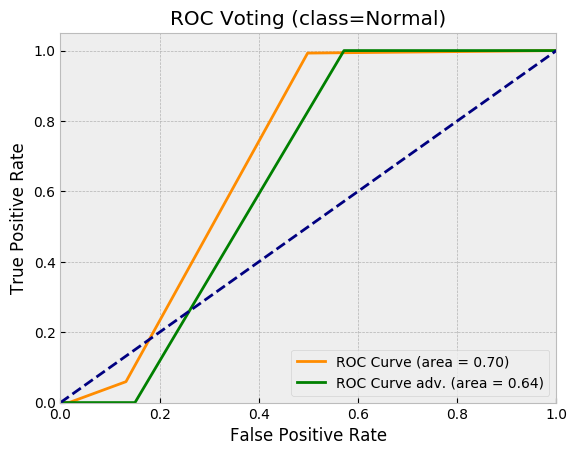 ROC Voting (class=Normal)
True Positive Rate
1.0
0.8
0.6
0.4
0.2
0.0
ROC Curve (area = 0.70)
ROC Curve adv. (area = 0.64)
0.0 0.2 0.4 0.6 0.8 1.0
False Positive Rate